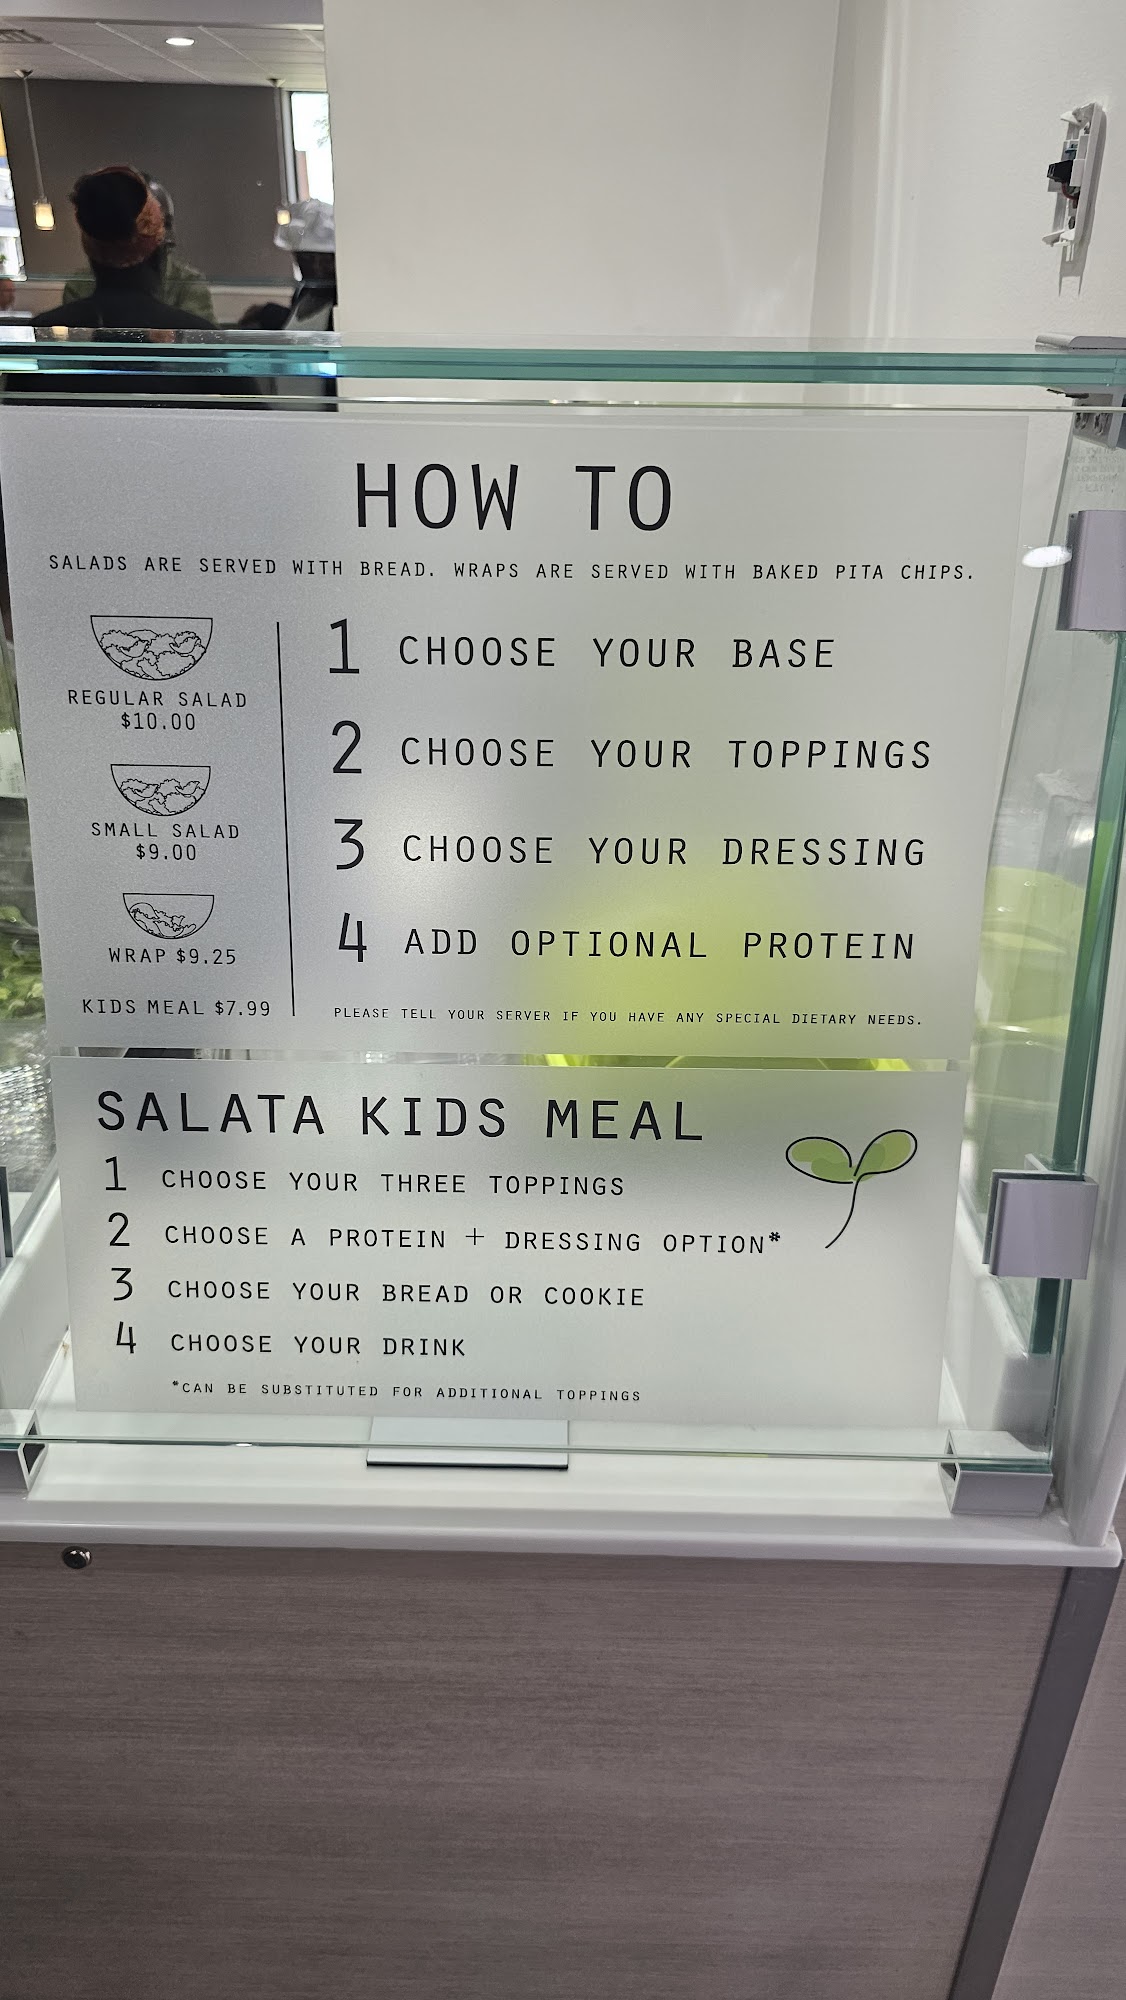 HOW TO
SALADS ARE SERVED WITH BREAD. WRAPS ARE SERVED WITH BAKED PITA CHIPS.
REGULAR SALAD
$10.00
SMALL SALAD
$9.00
WRAP $9.25
KIDS MEAL $7.99
1 CHOOSE YOUR BASE
2 CHOOSE YOUR TOPPINGS
3 CHOOSE YOUR DRESSING
4 ADD OPTIONAL PROTEIN
PLEASE TELL YOUR SERVER IF YOU HAVE ANY SPECIAL DIETARY NEEDS.
SALATA KIDS MEAL
1 CHOOSE YOUR THREE TOPPINGS
2 CHOOSE A PROTEIN + DRESSING OPTION*
3 CHOOSE YOUR BREAD OR COOKIE
4 CHOOSE YOUR DRINK
*CAN BE SUBSTITUTED FOR ADDITIONAL TOPPINGS